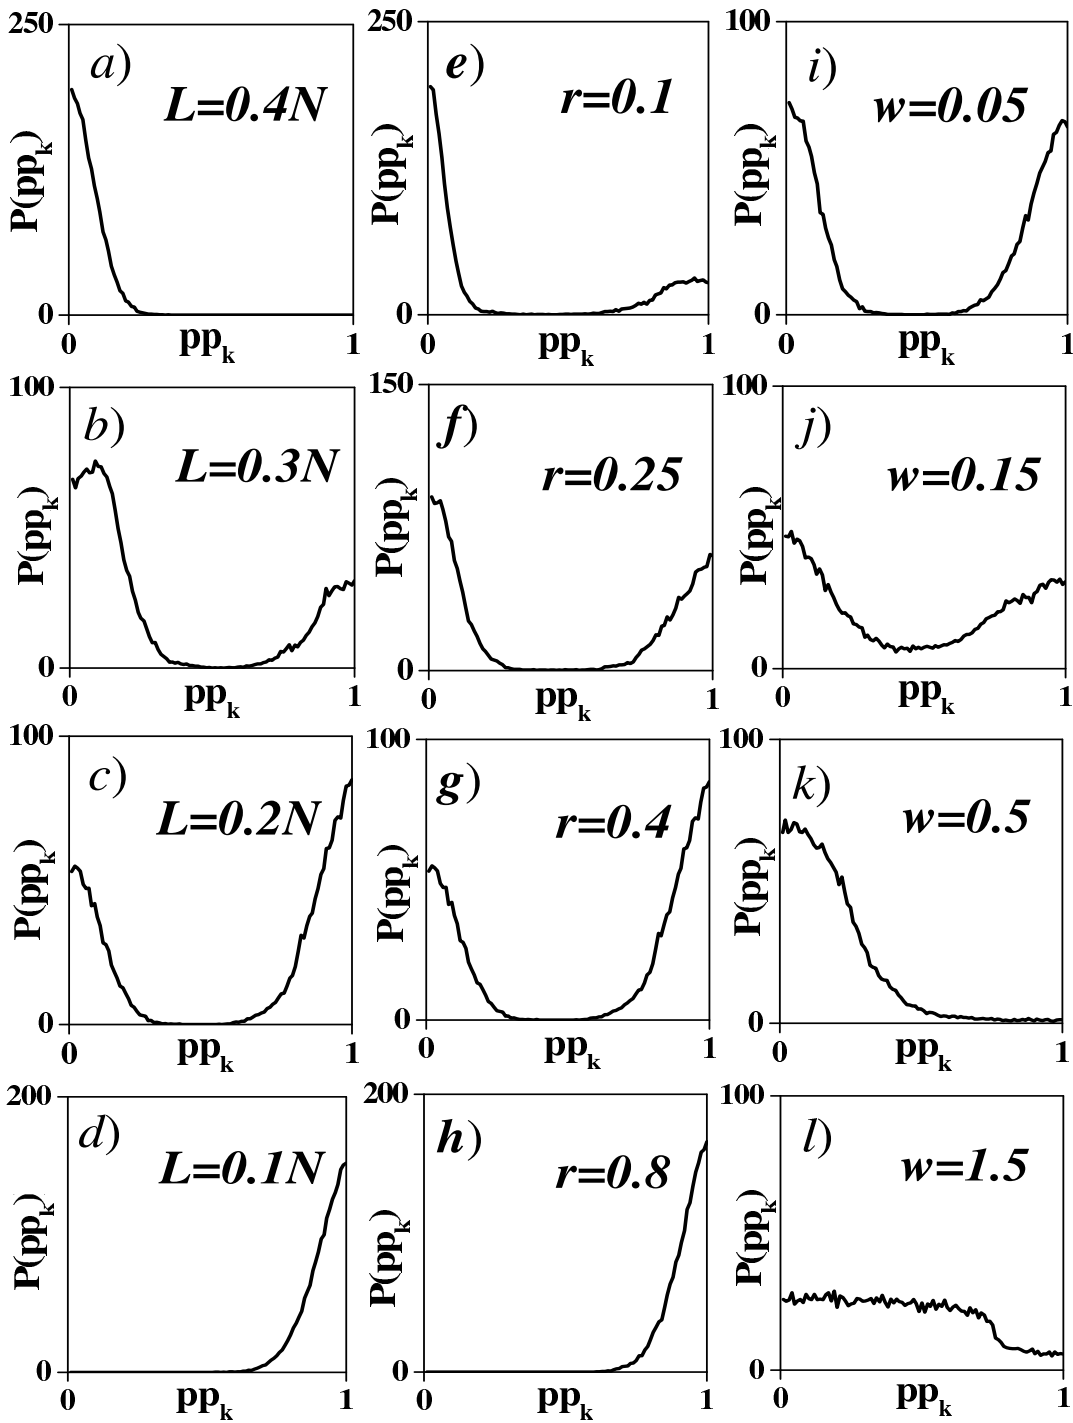 250
a)
L=0.4N
P(pp_k)
0
0
pp_k
1
250
e)
r=0.1
P(pp_k)
0
0
pp_k
1
100
i)
w=0.05
P(pp_k)
0
0
pp_k
1
100
b)
L=0.3N
P(pp_k)
0
0
pp_k
1
150
f)
r=0.25
P(pp_k)
0
0
pp_k
1
100
j)
w=0.15
P(pp_k)
0
0
pp_k
1
100
c)
L=0.2N
P(pp_k)
0
0
pp_k
1
100
g)
r=0.4
P(pp_k)
0
0
pp_k
1
100
k)
w=0.5
P(pp_k)
0
0
pp_k
1
200
d)
L=0.1N
P(pp_k)
0
0
pp_k
1
200
h)
r=0.8
P(pp_k)
0
0
pp_k
1
100
l)
w=1.5
P(pp_k)
0
0
pp_k
1